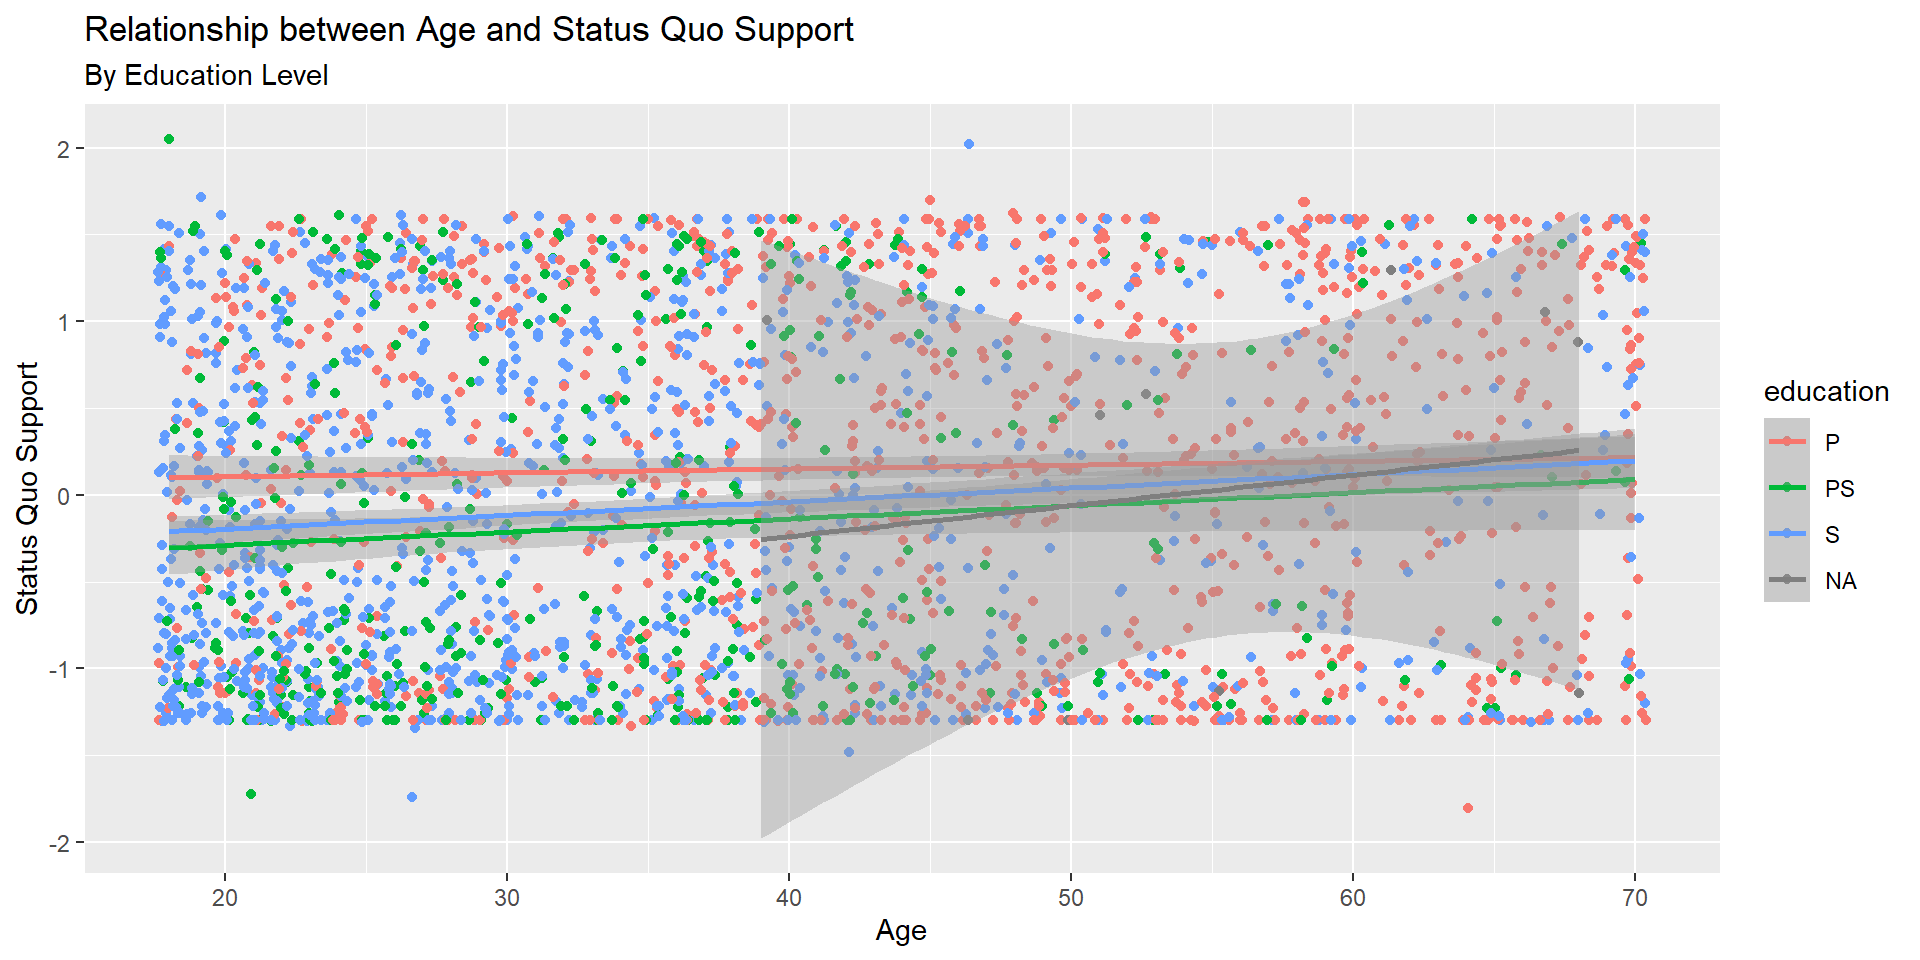 Relationship between Age and Status Quo Support
By Education Level
Status Quo Support
2
1
0
-1
-2
20
30
40
50
60
70
Age
education
P
PS
S
NA